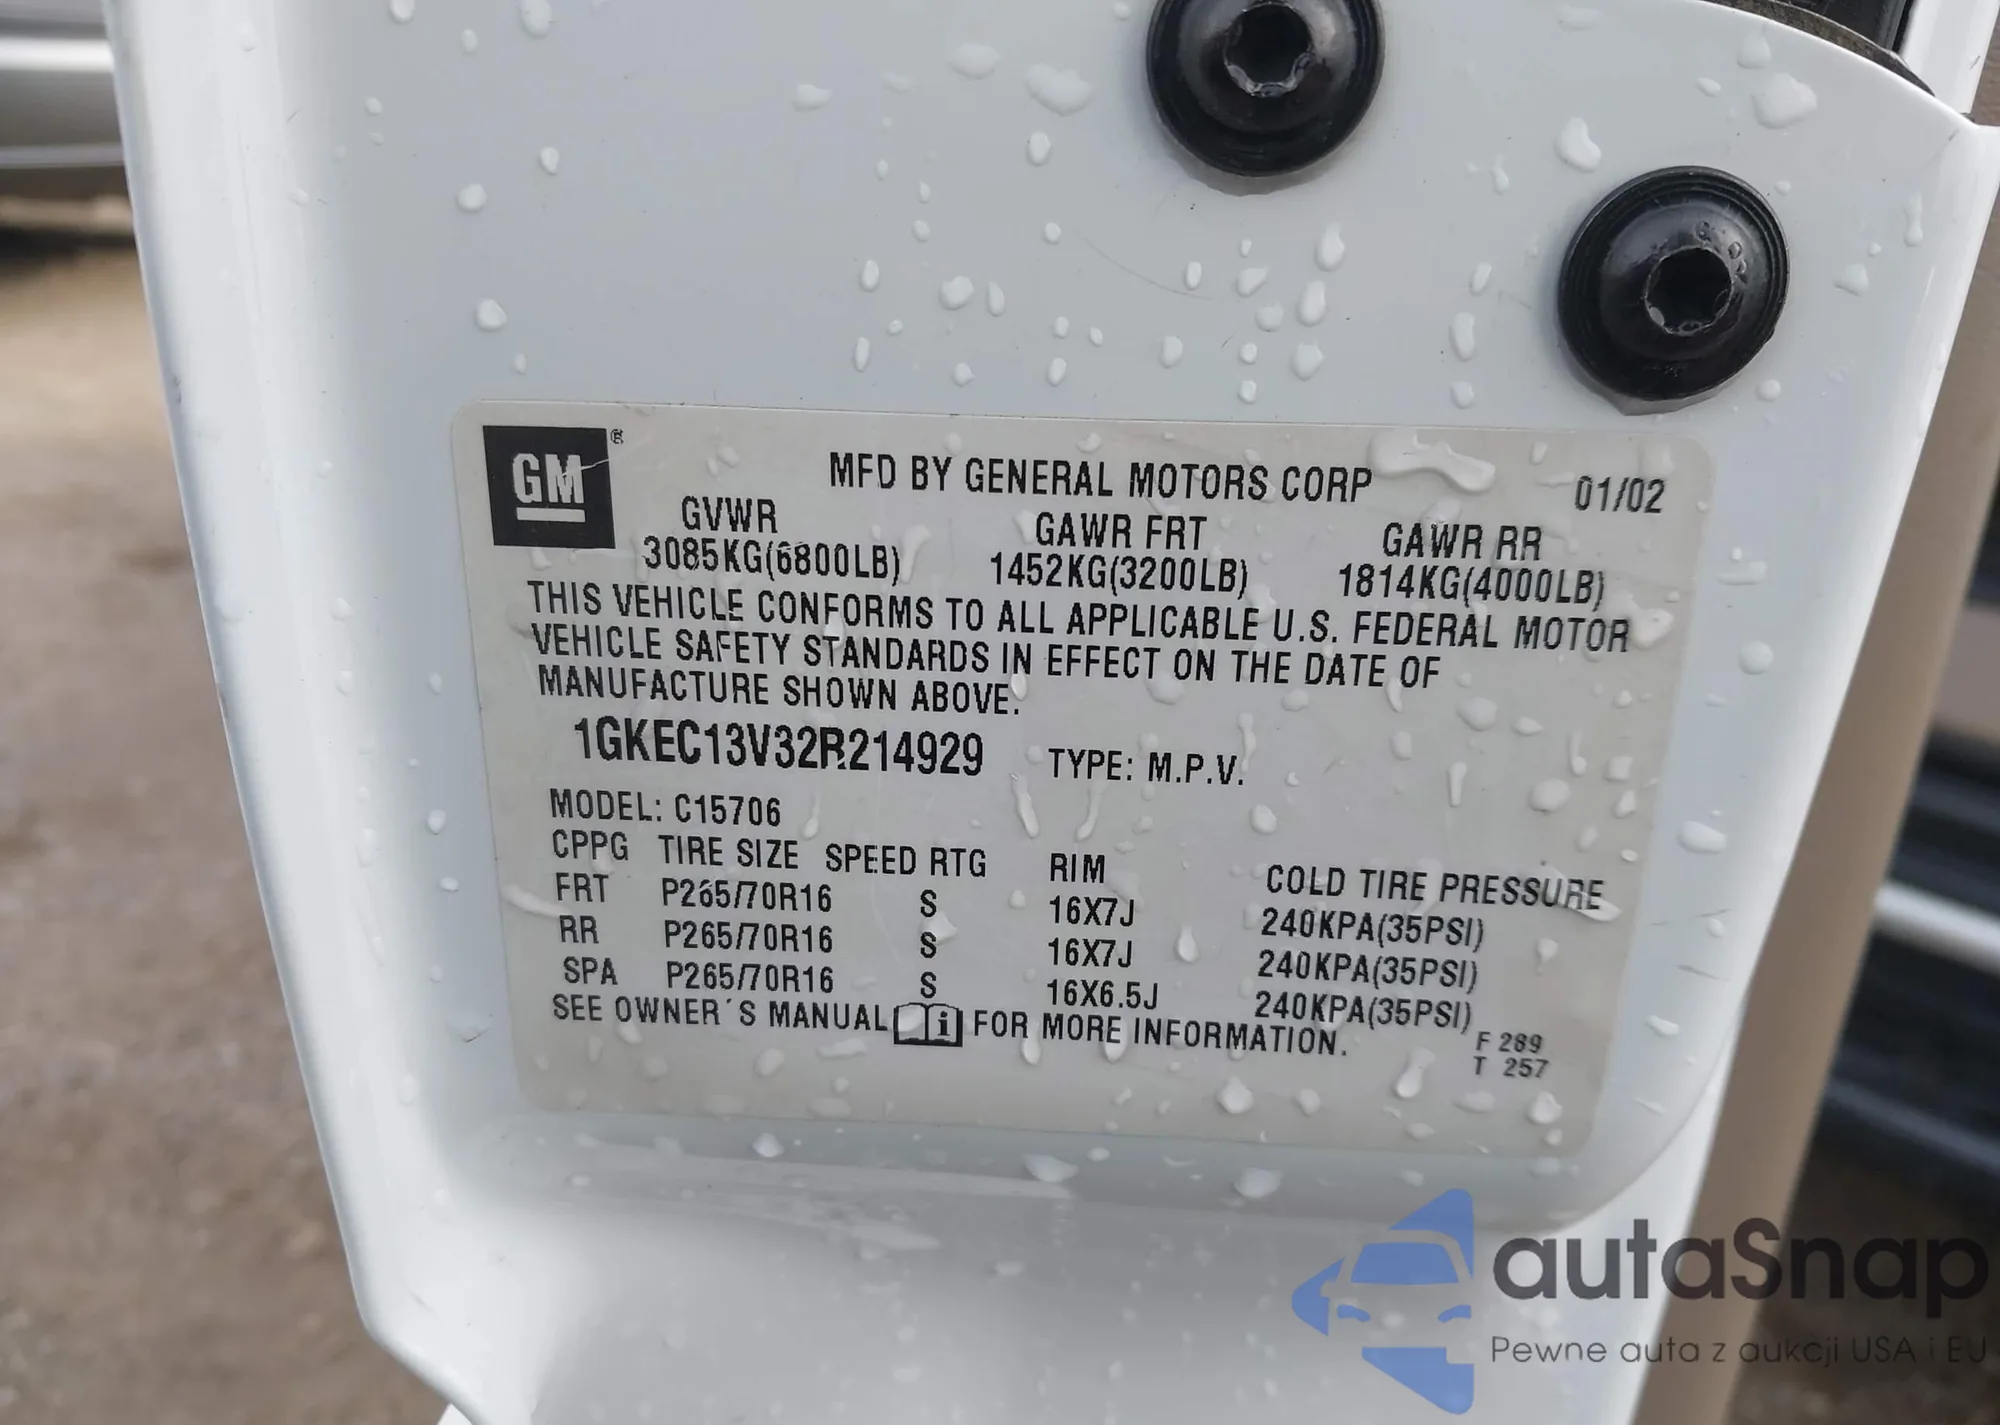 GM ®
MFD BY GENERAL MOTORS CORP 01/02
GVWR GAWR FRT GAWR RR
3085KG(6800LB) 1452KG(3200LB) 1814KG(4000LB)
THIS VEHICLE CONFORMS TO ALL APPLICABLE U.S. FEDERAL MOTOR
VEHICLE SAFETY STANDARDS IN EFFECT ON THE DATE OF
MANUFACTURE SHOWN ABOVE.
1GKEC13V32R214929 TYPE: M.P.V.
MODEL: C15706
CPPG TIRE SIZE SPEED RTG RIM COLD TIRE PRESSURE
FRT P265/70R16 S 16X7J 240KPA(35PSI)
RR P265/70R16 S 16X7J 240KPA(35PSI)
SPA P265/70R16 S 16X6.5J 240KPA(35PSI)
SEE OWNER´S MANUAL i FOR MORE INFORMATION.
F 289
T 257
autaSnap
Pewne auta z aukcji USA i EU